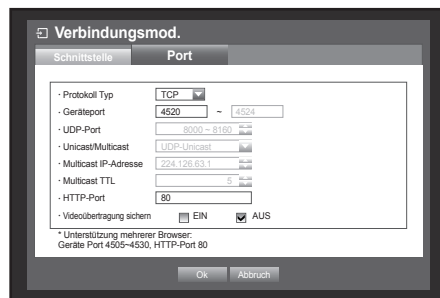 Verbindungsmod.
Schnittstelle Port
· Protokoll Typ TCP
· Geräteport 4520 ~ 4524
· UDP-Port 8000 ~ 8160
· Unicast/Multicast UDP-Unicast
· Multicast IP-Adresse 224.126.63.1
· Multicast TTL 5
· HTTP-Port 80
· Videoübertragung sichern EIN AUS
* Unterstützung mehrerer Browser:
Geräte Port 4505~4530, HTTP-Port 80
Ok Abbruch